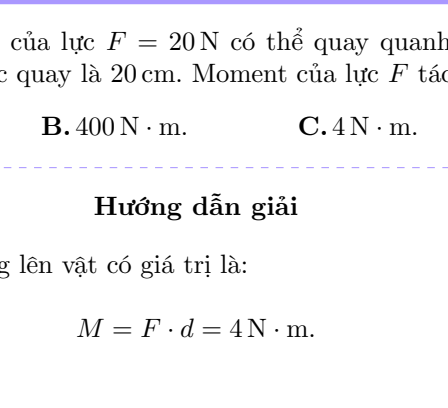 của lực F = 20 N có thể quay quanh
quay là 20 cm. Moment của lực F
B. 400 N · m. C. 4 N · m.
Hướng dẫn giải
lên vật có giá trị là:
M = F · d = 4 N · m.